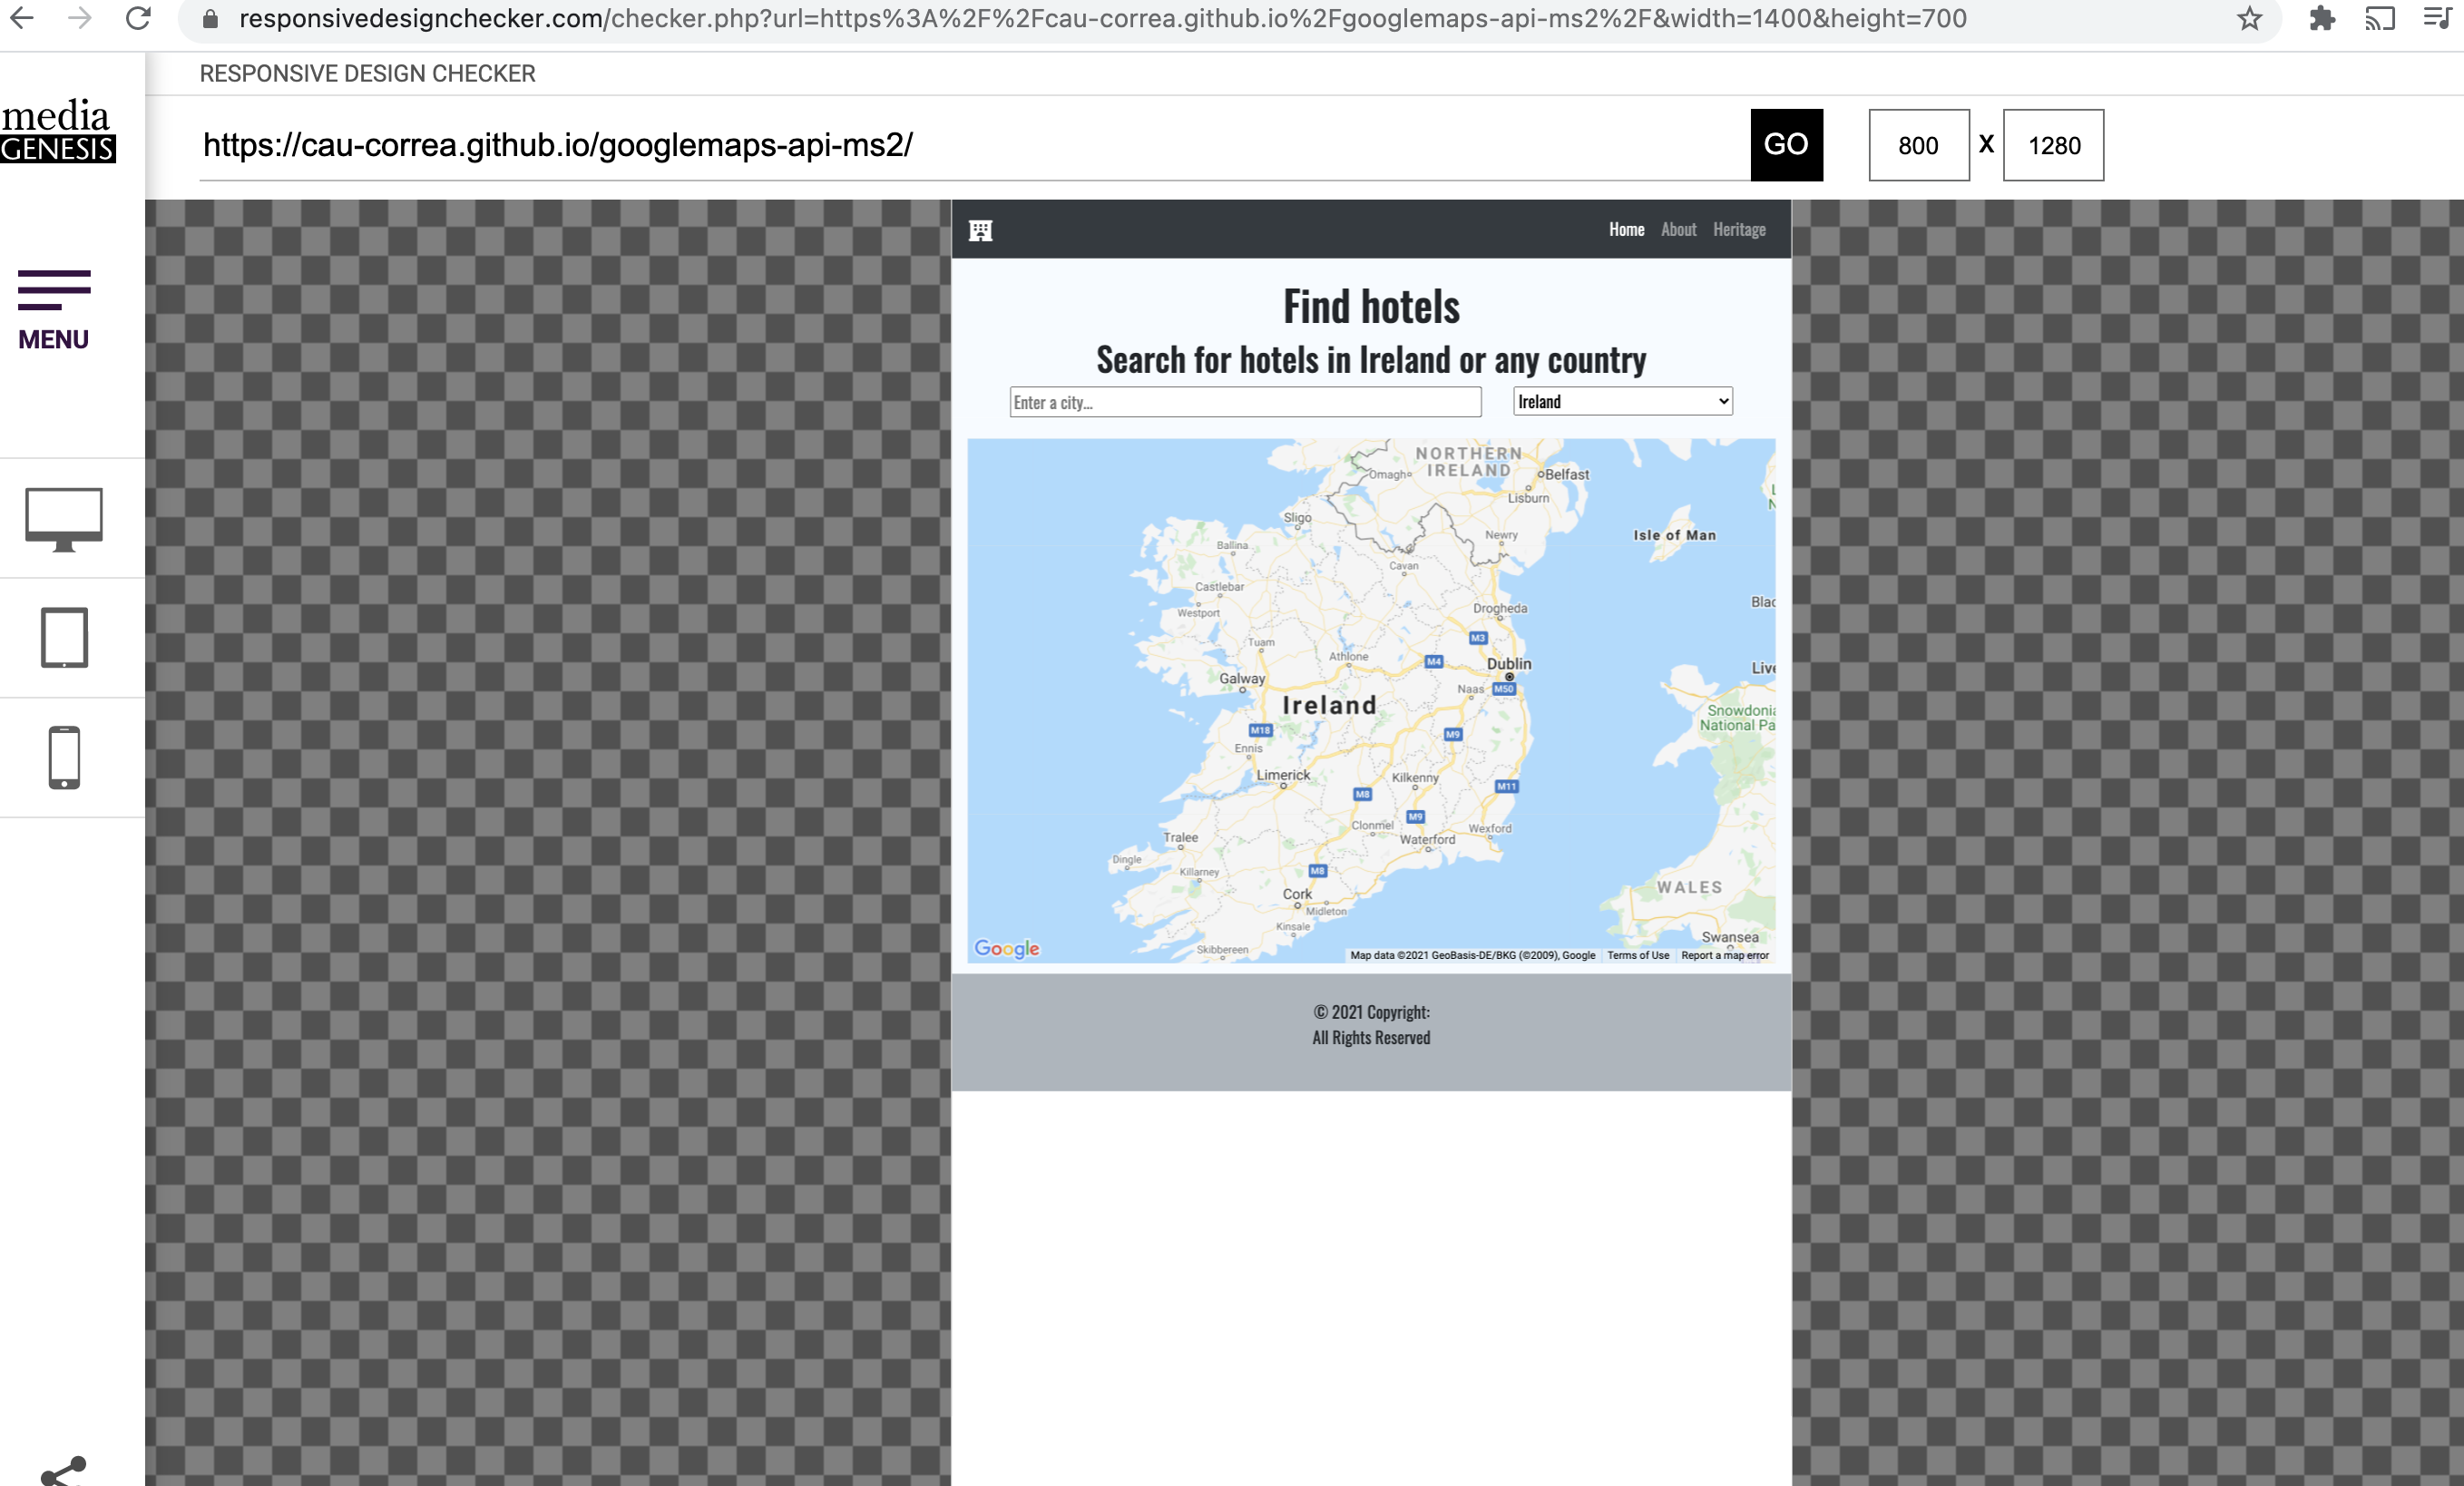 responsivedesignchecker.com/checker.php?url=https%3A%2F%2Fcau-correa.github.io%2Fgooglemaps-api-ms2%2F&width=1400&height=700
RESPONSIVE DESIGN CHECKER
media
GENESIS
https://cau-correa.github.io/googlemaps-api-ms2/
GO
800 X 1280
MENU
Home About Heritage
Find hotels
Search for hotels in Ireland or any country
Enter a city...
Ireland
NORTHERN
IRELAND
Omagh
Belfast
Lisburn
Sligo
Newry
Isle of Man
Ballina
Cavan
Castlebar
Westport
Drogheda
Blac
Tuam
M3
Athlone
M4
Dublin
Live
Galway
Naas
M50
Ireland
Snowdonia
National Pa
M18
M9
Ennis
Limerick
Kilkenny
M11
M8
M9
Clonmel
Wexford
Tralee
Waterford
Dingle
Killarney
M8
WALES
Cork
Midleton
Kinsale
Swansea
Skibbereen
Google
Map data ©2021 GeoBasis-DE/BKG (©2009), Google Terms of Use Report a map error
© 2021 Copyright:
All Rights Reserved